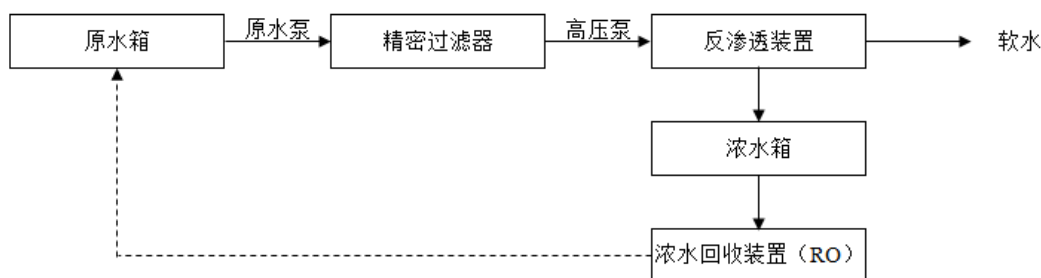 原水箱
原水泵
精密过滤器
高压泵
反渗透装置
软水
浓水箱
浓水回收装置（RO）